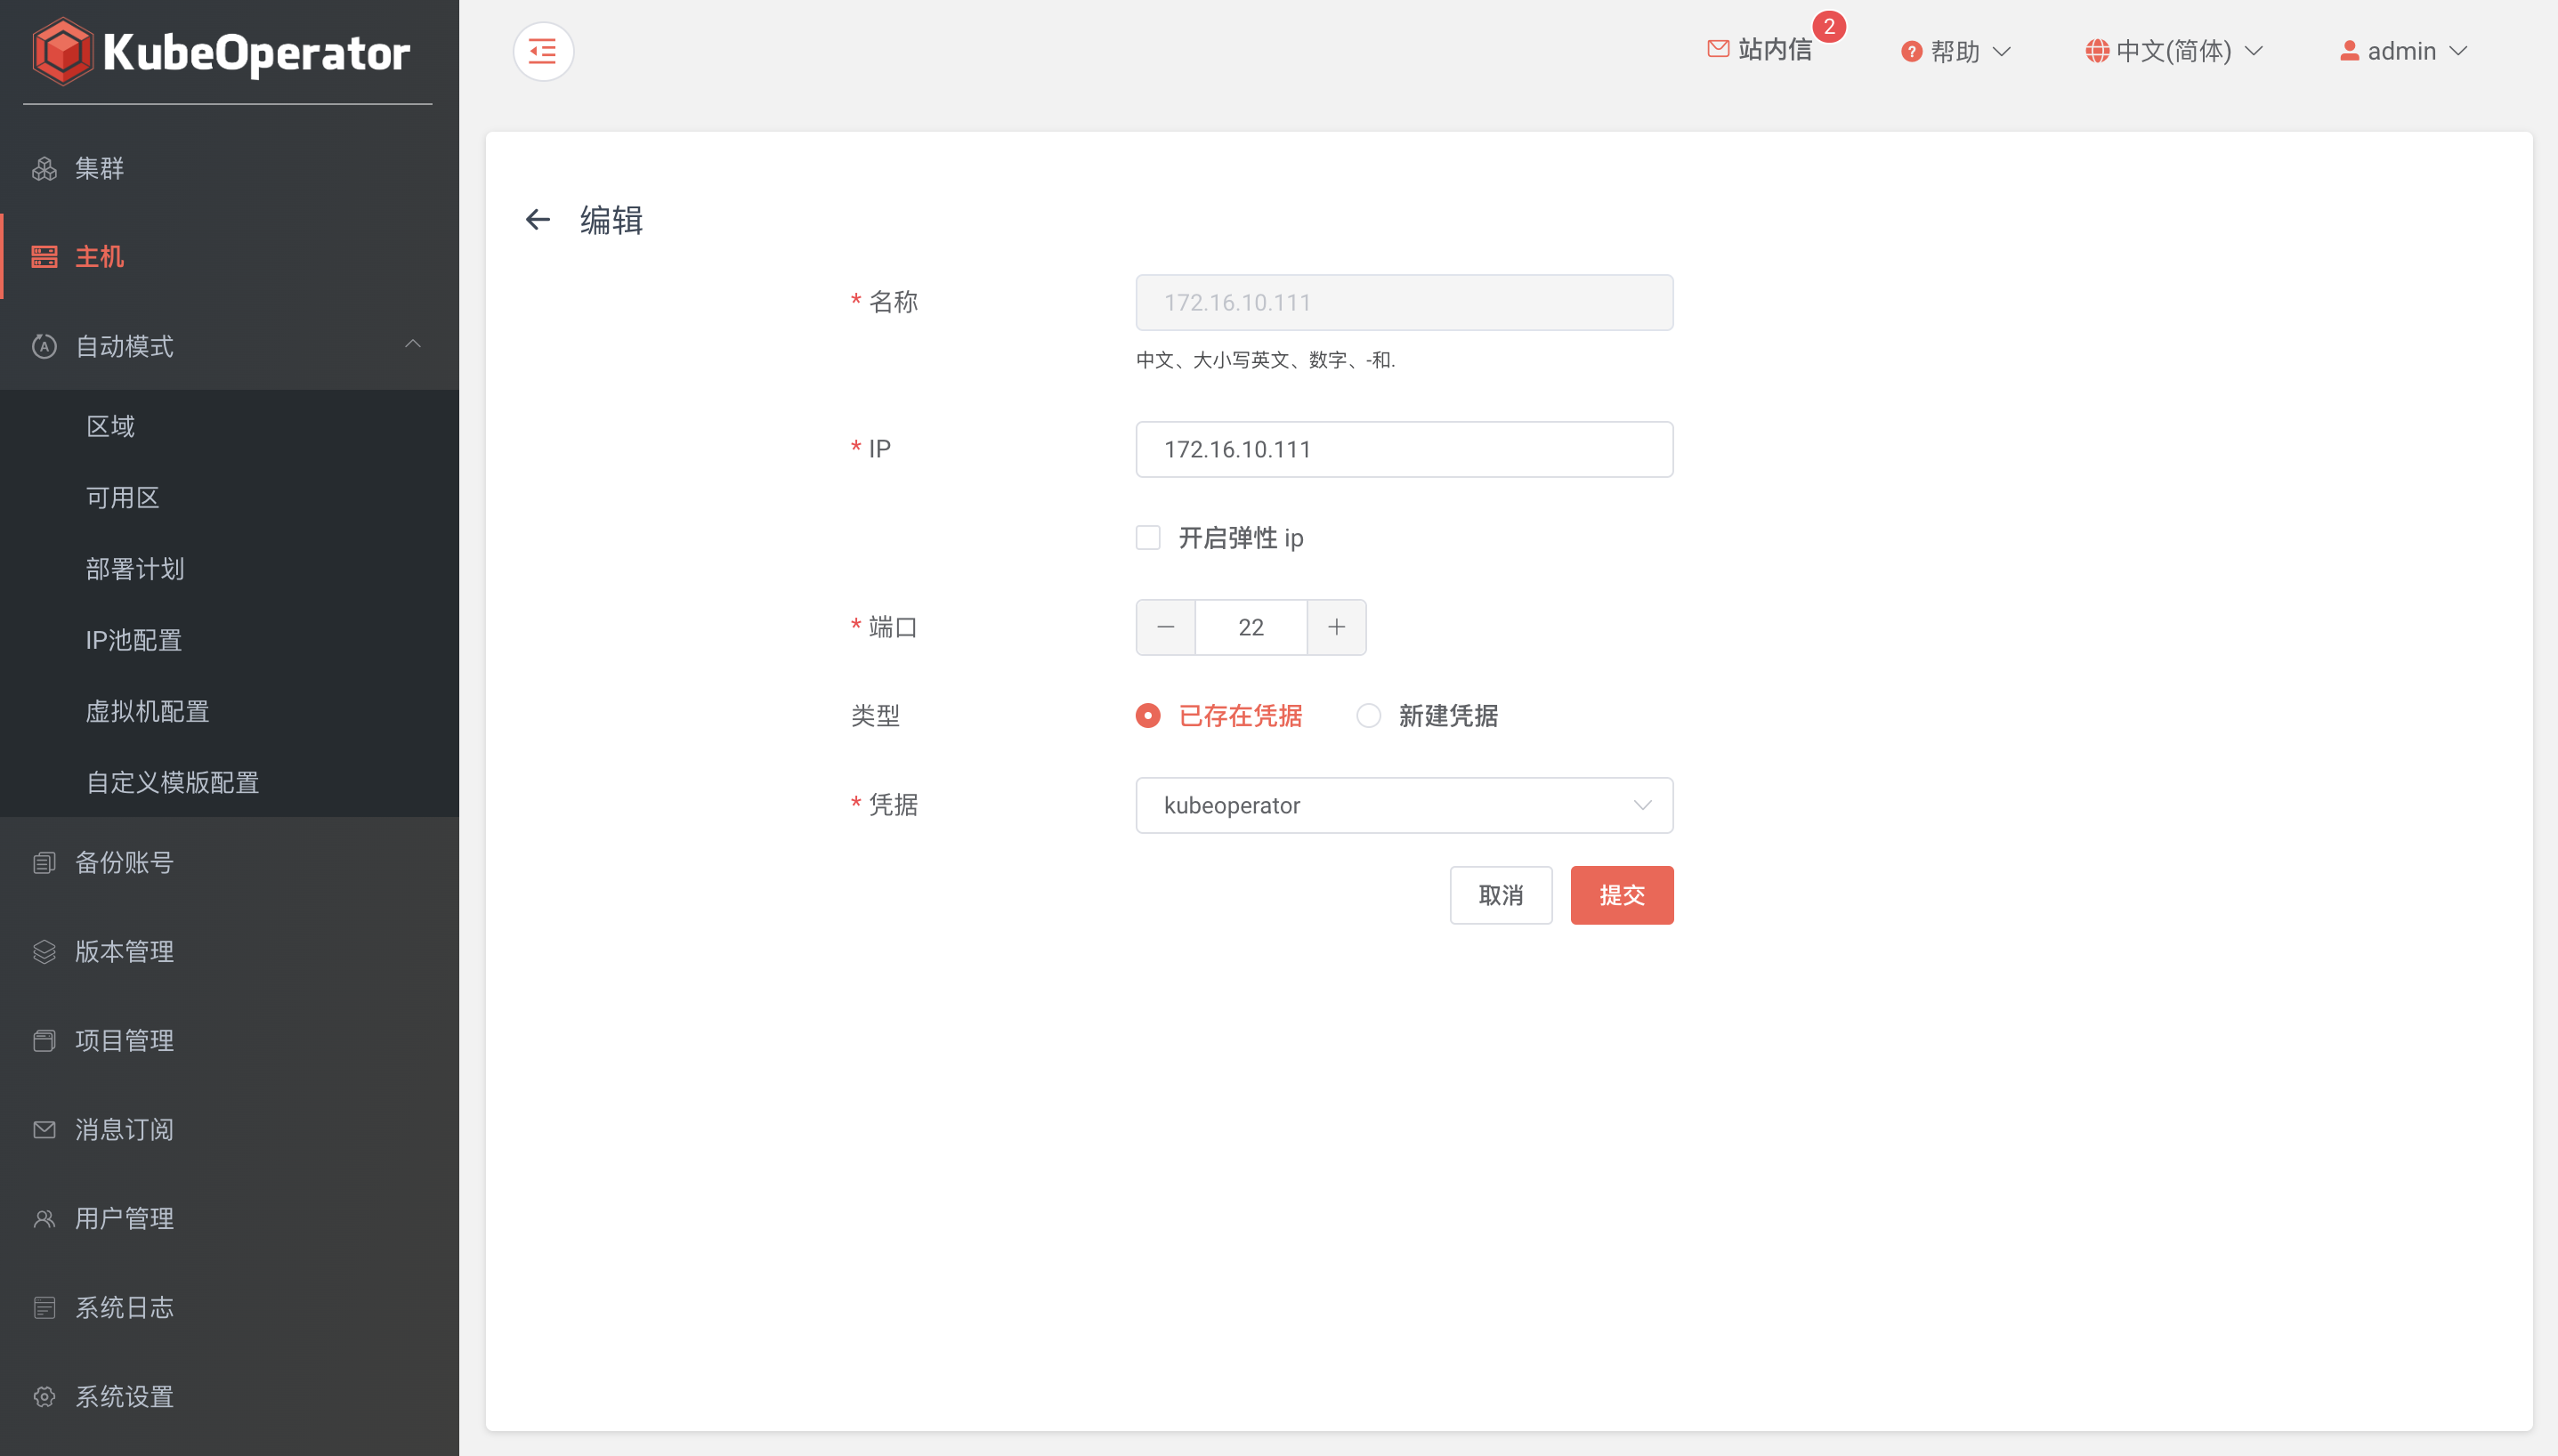 KubeOperator
集群
主机
自动模式
区域
可用区
部署计划
IP池配置
虚拟机配置
自定义模版配置
备份账号
版本管理
项目管理
消息订阅
用户管理
系统日志
系统设置
站内信 2
帮助
中文(简体)
admin
编辑
* 名称
172.16.10.111
中文、大小写英文、数字、-和.
* IP
172.16.10.111
开启弹性 ip
* 端口
22
类型
已存在凭据
新建凭据
* 凭据
kubeoperator
取消
提交